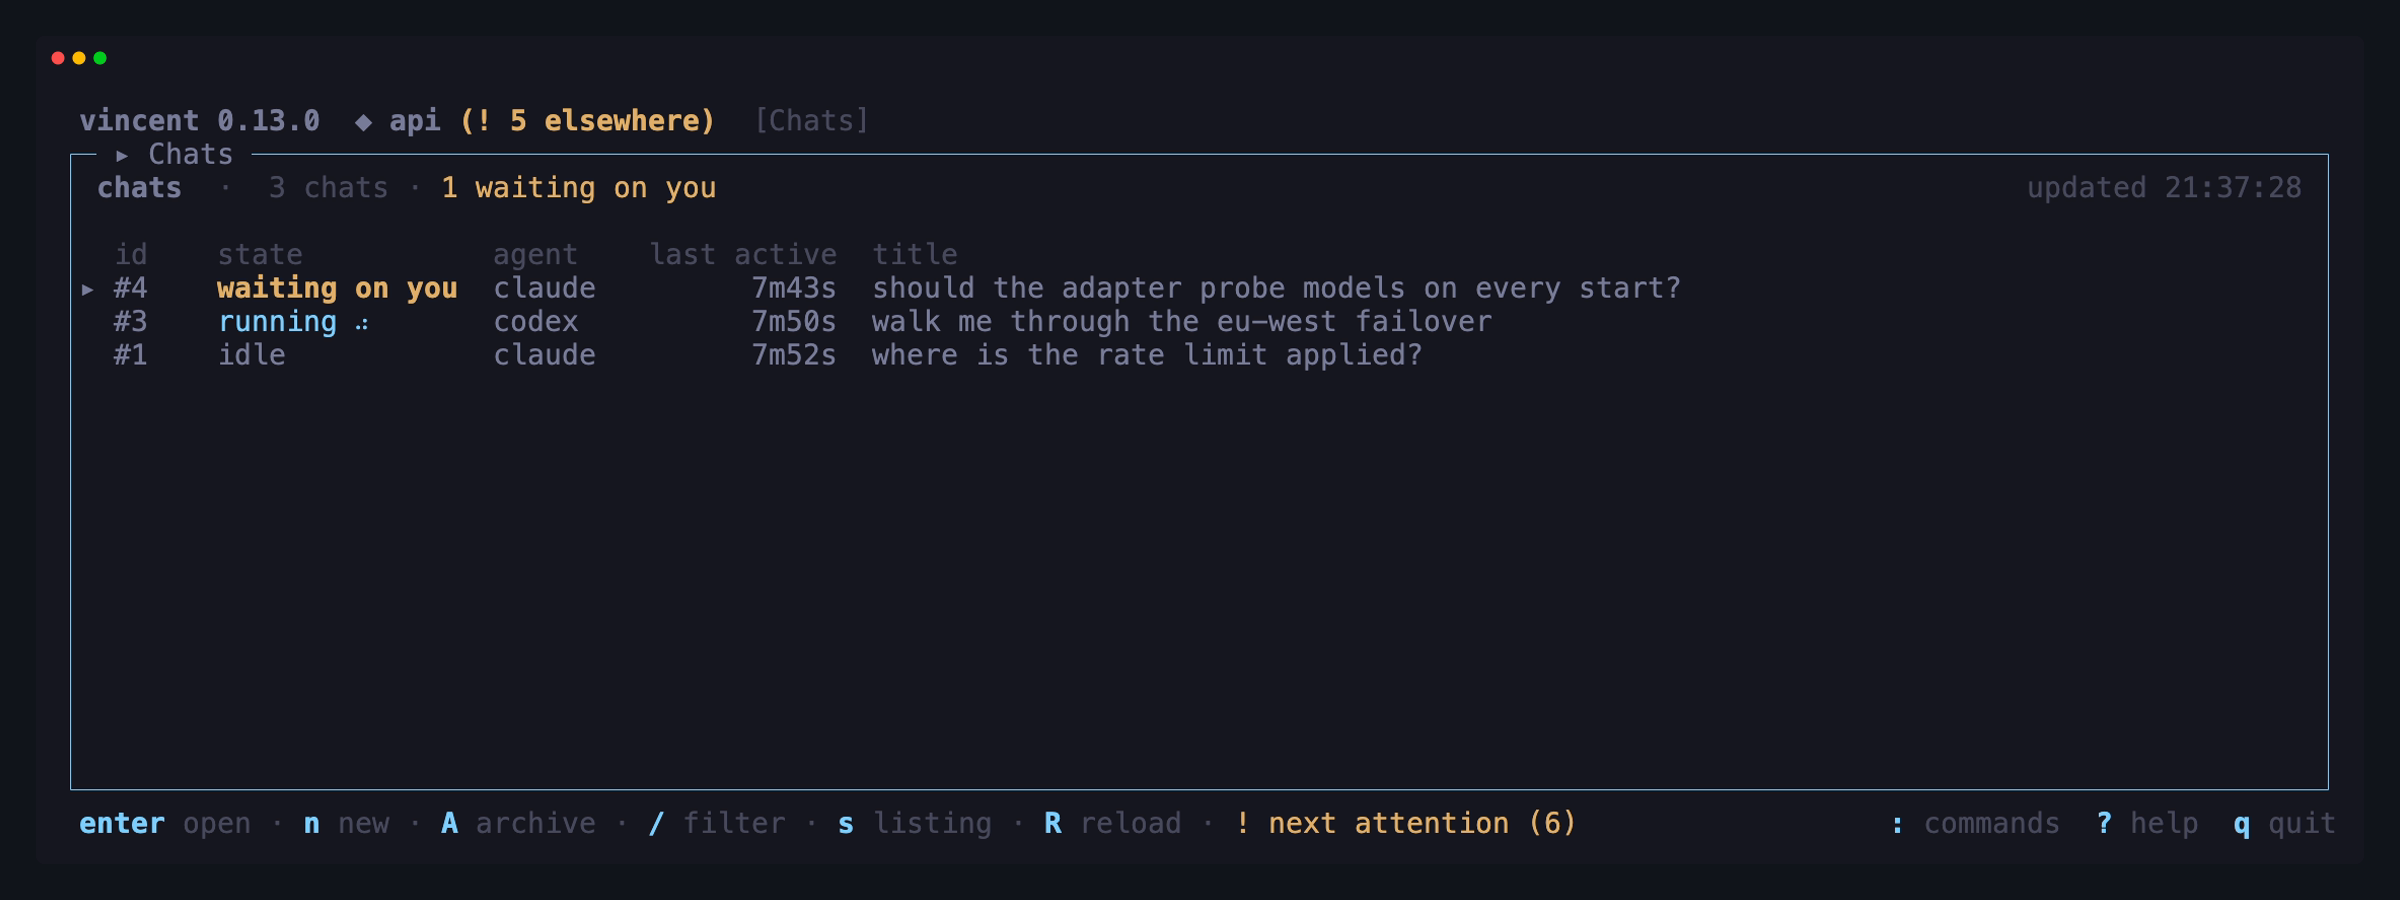 vincent 0.13.0 ◆ api (! 5 elsewhere) [Chats]
▸ Chats
chats · 3 chats · 1 waiting on you updated 21:37:28
id state agent last active title
▸ #4 waiting on you claude 7m43s should the adapter probe models on every start?
#3 running ⠴ codex 7m50s walk me through the eu-west failover
#1 idle claude 7m52s where is the rate limit applied?
enter open · n new · A archive · / filter · s listing · R reload · ! next attention (6) : commands ? help q quit